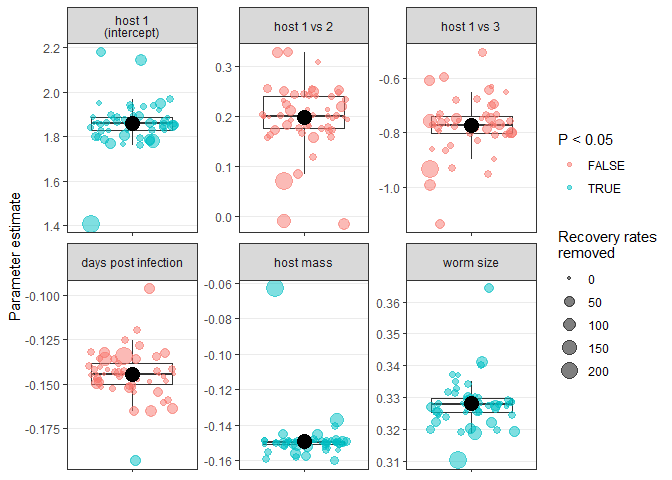 host 1
(intercept)
host 1 vs 2
host 1 vs 3
2.2
2.0
1.8
1.6
1.4
0.3
0.2
0.1
0.0
-0.6
-0.8
-1.0
Parameter estimate
days post infection
host mass
worm size
-0.100
-0.125
-0.150
-0.175
-0.06
-0.08
-0.10
-0.12
-0.14
-0.16
0.36
0.35
0.34
0.33
0.32
0.31
P < 0.05
FALSE
TRUE
Recovery rates
removed
0
50
100
150
200